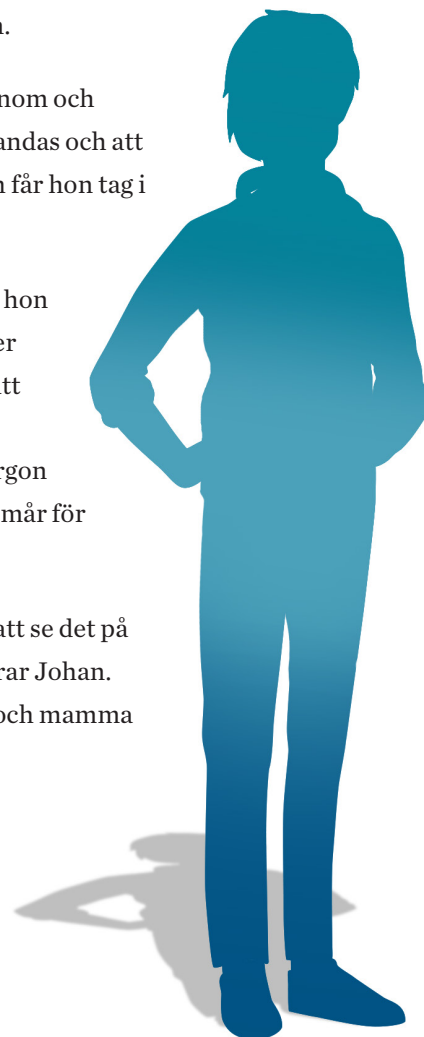 n.
nom och
andas och att
n får hon tag i
hon
er
att
rgon
mår för
att se det på
rar Johan.
och mamma